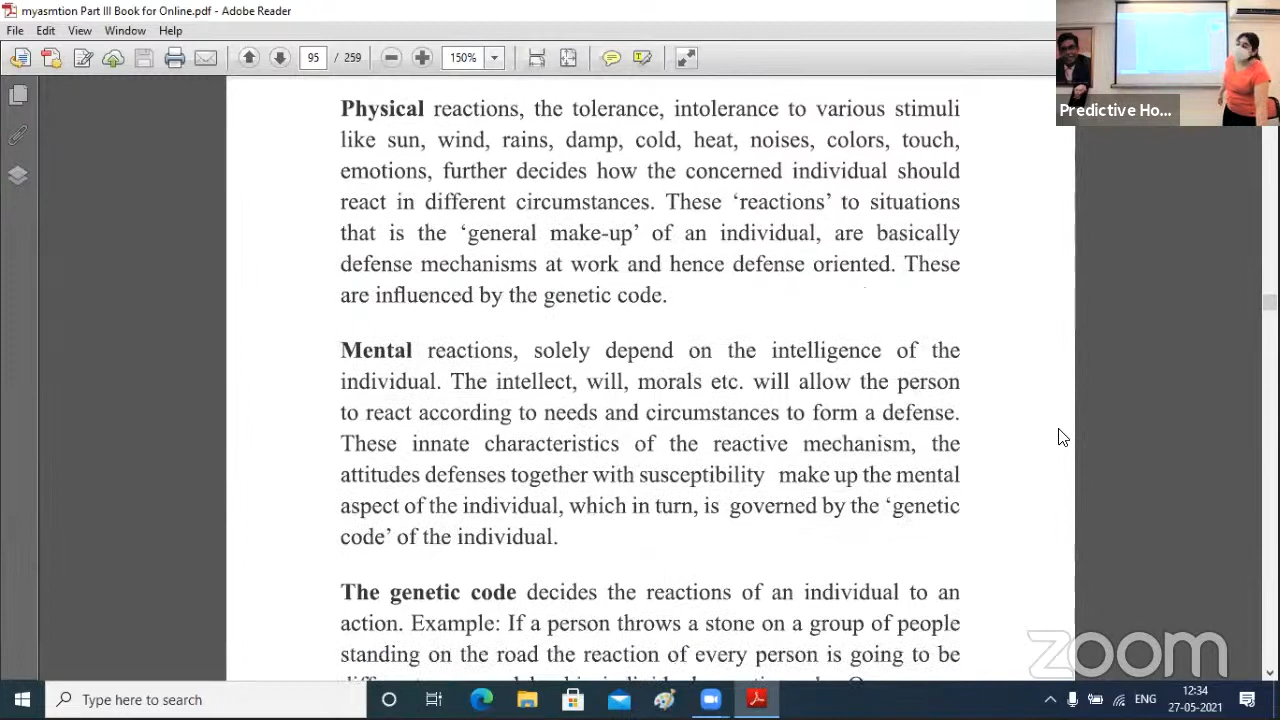 myasmtion Part III Book for Online.pdf - Adobe Reader
File Edit View Window Help
95 / 259 150%
Predictive Ho...
Physical reactions, the tolerance, intolerance to various stimuli
like sun, wind, rains, damp, cold, heat, noises, colors, touch,
emotions, further decides how the concerned individual should
react in different circumstances. These ‘reactions’ to situations
that is the ‘general make-up’ of an individual, are basically
defense mechanisms at work and hence defense oriented. These
are influenced by the genetic code.
Mental reactions, solely depend on the intelligence of the
individual. The intellect, will, morals etc. will allow the person
to react according to needs and circumstances to form a defense.
These innate characteristics of the reactive mechanism, the
attitudes defenses together with susceptibility make up the mental
aspect of the individual, which in turn, is governed by the ‘genetic
code’ of the individual.
The genetic code decides the reactions of an individual to an
action. Example: If a person throws a stone on a group of people
standing on the road the reaction of every person is going to be
zoom
Type here to search
ENG
12:34
27-05-2021